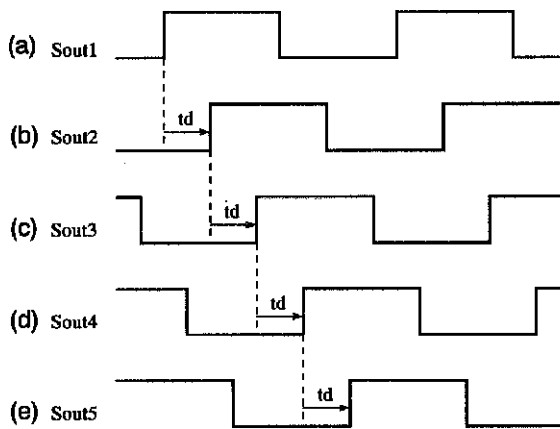 (a) Sout1
td
(b) Sout2
td
(c) Sout3
td
(d) Sout4
td
(e) Sout5